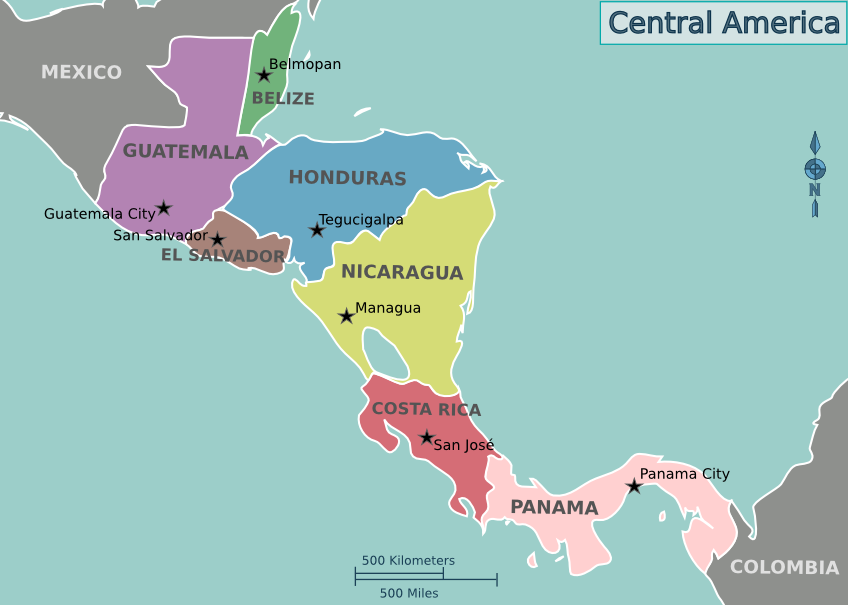 Central America
MEXICO
Belmopan
BELIZE
GUATEMALA
HONDURAS
N
Guatemala City
Tegucigalpa
San Salvador
EL SALVADOR
NICARAGUA
Managua
COSTA RICA
San José
Panama City
PANAMA
500 Kilometers
COLOMBIA
500 Miles